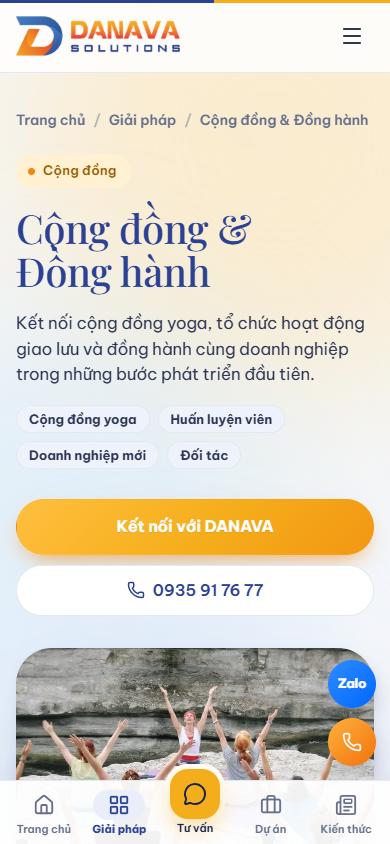 DANAVA
SOLUTIONS
Trang chủ / Giải pháp / Cộng đồng & Đồng hành
Cộng đồng
Cộng đồng &
Đồng hành
Kết nối cộng đồng yoga, tổ chức hoạt động
giao lưu và đồng hành cùng doanh nghiệp
trong những bước phát triển đầu tiên.
Cộng đồng yoga
Huấn luyện viên
Doanh nghiệp mới
Đối tác
Kết nối với DANAVA
0935 91 76 77
Zalo
Trang chủ
Giải pháp
Tư vấn
Dự án
Kiến thức